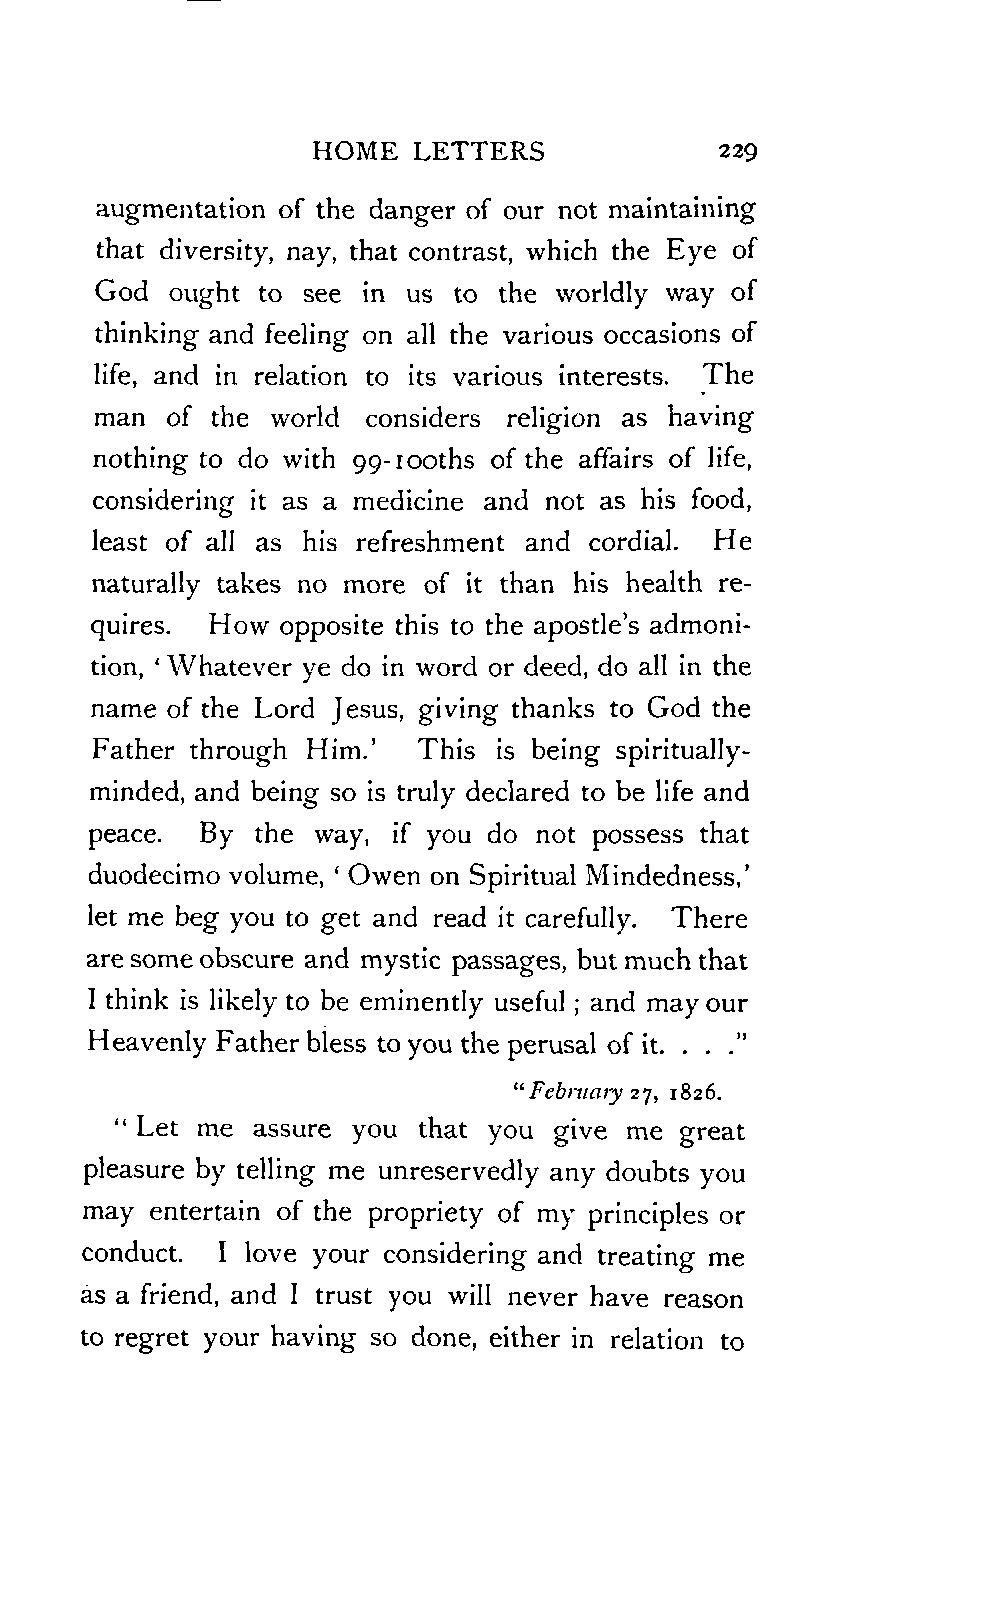 HOME LETTERS 229
augmentation of the danger of our not maintaining
that diversity, nay, that contrast, which the Eye of
God ought to see in us to the worldly way of
thinking and feeling on all the various occasions of
life, and in relation to its various interests. The
man of the world considers religion as having
nothing to do with 99-100ths of the affairs of life,
considering it as a medicine and not as his food,
least of all as his refreshment and cordial. He
naturally takes no more of it than his health re-
quires. How opposite this to the apostle's admoni-
tion, ‘Whatever ye do in word or deed, do all in the
name of the Lord Jesus, giving thanks to God the
Father through Him.’ This is being spiritually-
minded, and being so is truly declared to be life and
peace. By the way, if you do not possess that
duodecimo volume, ‘Owen on Spiritual Mindedness,’
let me beg you to get and read it carefully. There
are some obscure and mystic passages, but much that
I think is likely to be eminently useful; and may our
Heavenly Father bless to you the perusal of it. . . .”
“February 27, 1826.
“Let me assure you that you give me great
pleasure by telling me unreservedly any doubts you
may entertain of the propriety of my principles or
conduct. I love your considering and treating me
as a friend, and I trust you will never have reason
to regret your having so done, either in relation to